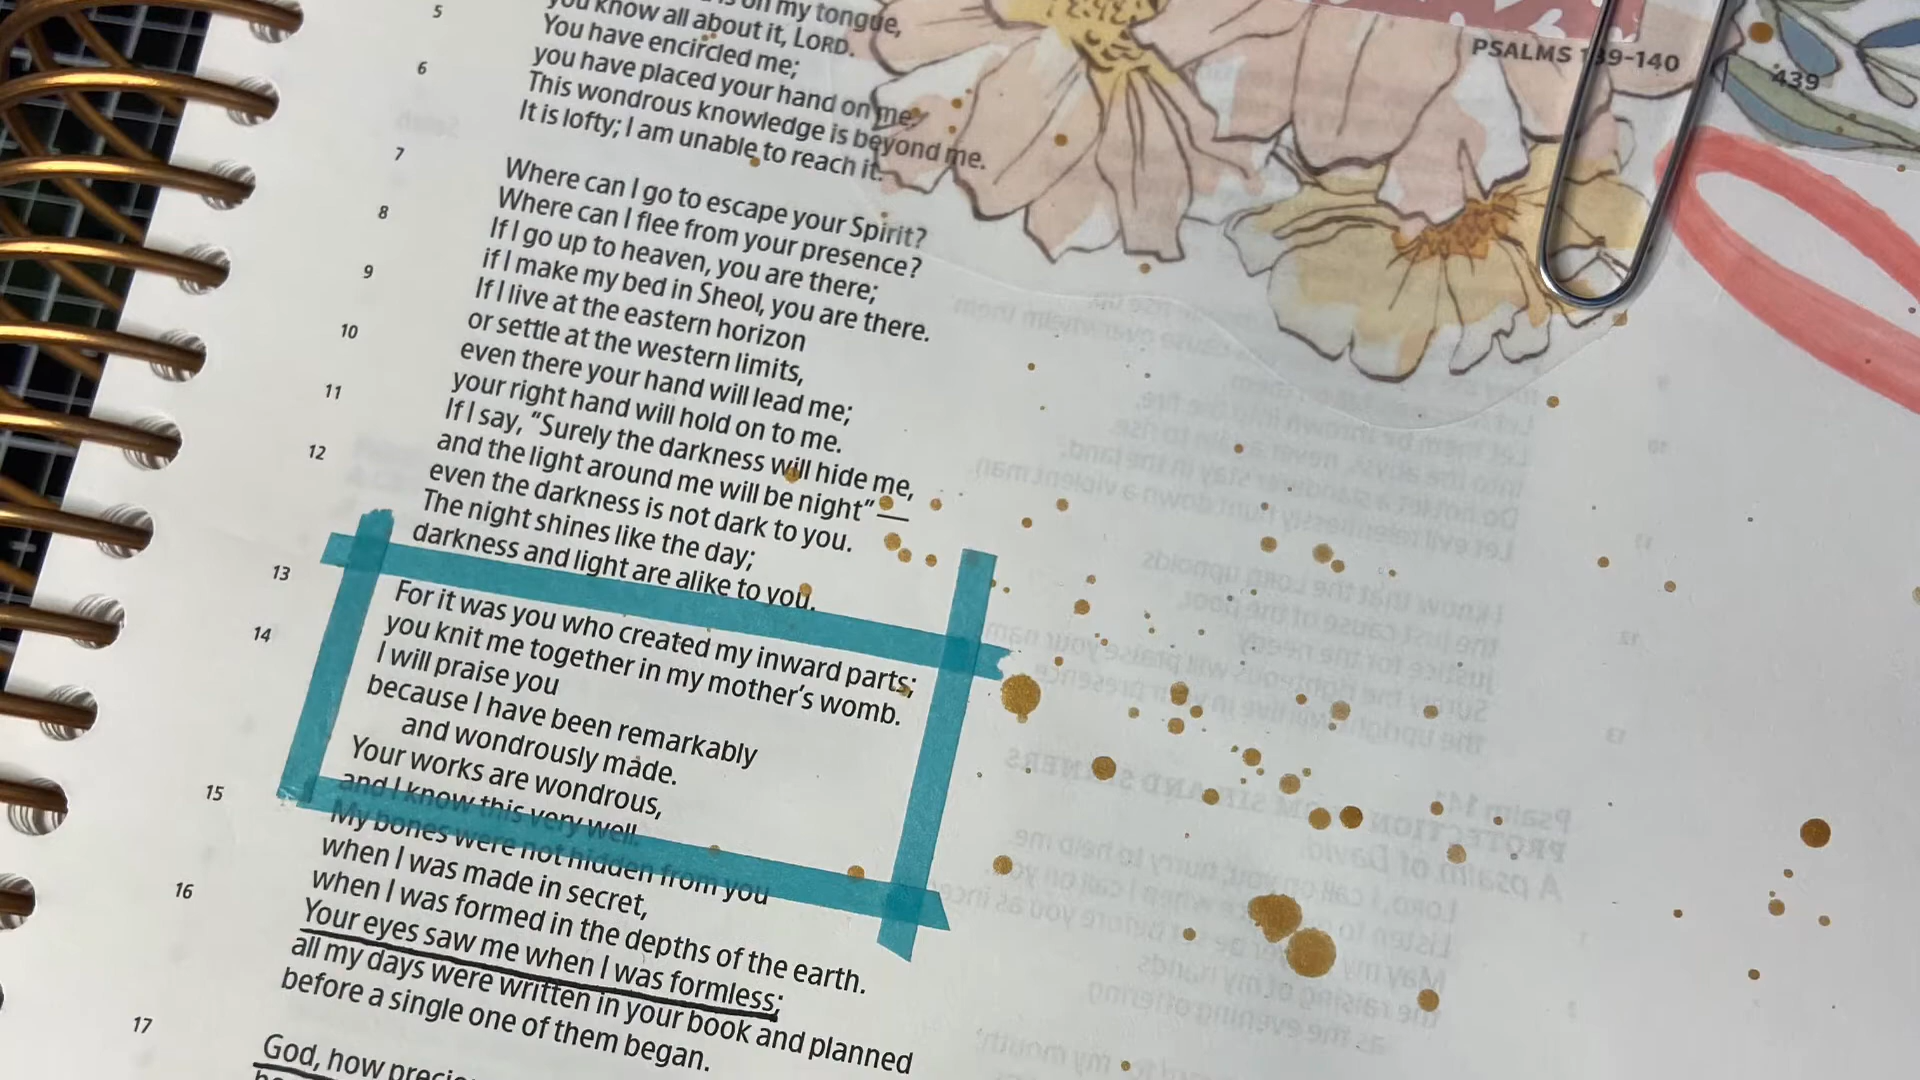 PSALMS 139-140
439
is on my tongue,
you know all about it, LORD.
5 You have encircled me;
you have placed your hand on me.
6 This wondrous knowledge is beyond me.
It is lofty; I am unable to reach it.
7 Where can I go to escape your Spirit?
Where can I flee from your presence?
8 If I go up to heaven, you are there;
if I make my bed in Sheol, you are there.
9 If I live at the eastern horizon
or settle at the western limits,
10 even there your hand will lead me;
your right hand will hold on to me.
11 If I say, “Surely the darkness will hide me,
and the light around me will be night” —
12 even the darkness is not dark to you.
The night shines like the day;
darkness and light are alike to you.
13 For it was you who created my inward parts;
you knit me together in my mother’s womb.
14 I will praise you
because I have been remarkably
and wondrously made.
Your works are wondrous,
and I know this very well.
15 My bones were not hidden from you
when I was made in secret,
when I was formed in the depths of the earth.
16 Your eyes saw me when I was formless;
all my days were written in your book and planned
before a single one of them began.
17 God, how